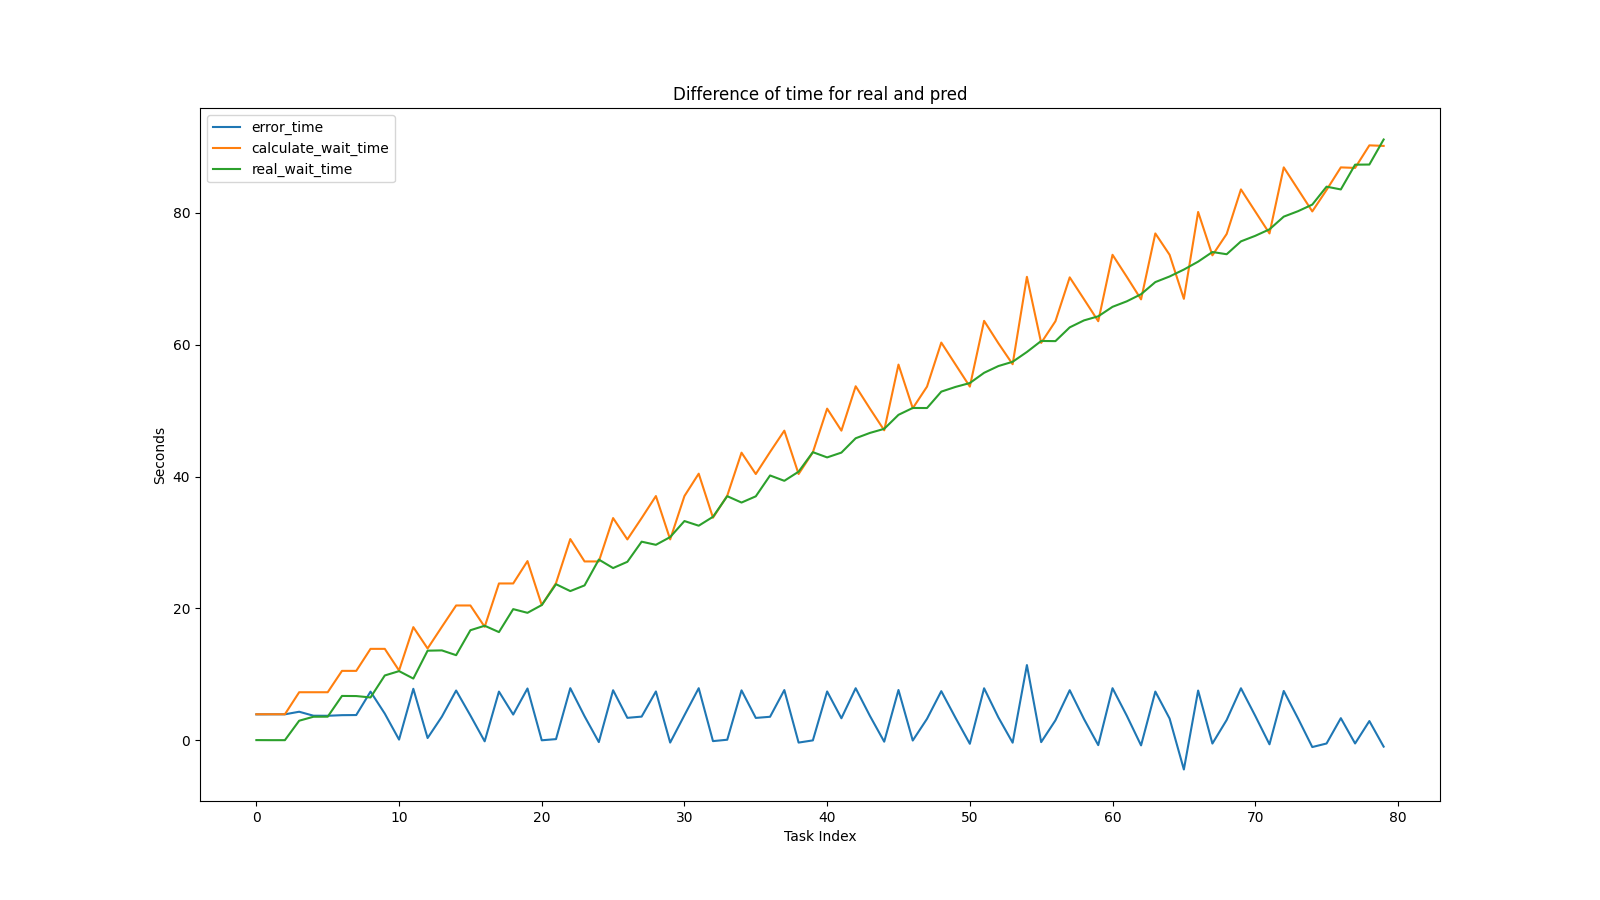 Difference of time for real and pred
error_time
calculate_wait_time
real_wait_time
80
60
40
20
0
Seconds
0 10 20 30 40 50 60 70 80
Task Index